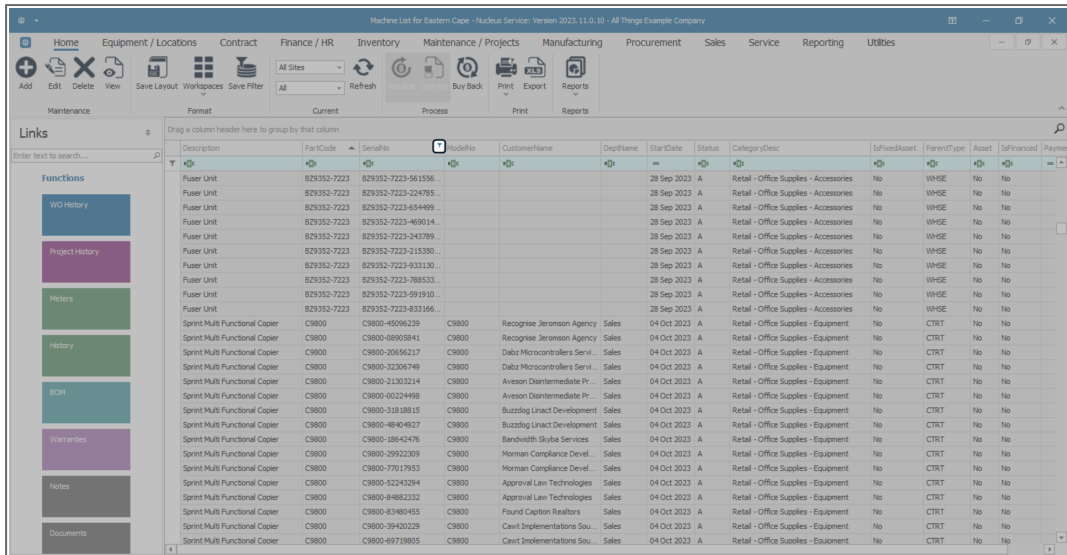 Machine List for Eastern Cape - Nucleus Service: Version 2023.11.0.10 - All Things Example Company
Home Equipment / Locations Contract Finance / HR Inventory Maintenance / Projects Manufacturing Procurement Sales Service Reporting Utilities
All Sites
All
Add Edit Delete View Save Layout Workspaces Save Filter Refresh Buy Back Print Export Reports
Maintenance Format Current Process Print Reports
Links
Drag a column header here to group by that column
Enter text to search...
Description PartCode SerialNo ModelNo CustomerName DeptName StartDate Status CategoryDesc IsFixedAsset ParentType Asset IsFinanced Payme
Functions
WO History
Project History
Meters
History
BOM
Warranties
Notes
Documents
Fuser Unit BZ9352-7223 BZ9352-7223-561556... 28 Sep 2023 A Retail - Office Supplies - Accessories No WHSE No No
Fuser Unit BZ9352-7223 BZ9352-7223-224785... 28 Sep 2023 A Retail - Office Supplies - Accessories No WHSE No No
Fuser Unit BZ9352-7223 BZ9352-7223-654499... 28 Sep 2023 A Retail - Office Supplies - Accessories No WHSE No No
Fuser Unit BZ9352-7223 BZ9352-7223-469014... 28 Sep 2023 A Retail - Office Supplies - Accessories No WHSE No No
Fuser Unit BZ9352-7223 BZ9352-7223-243789... 28 Sep 2023 A Retail - Office Supplies - Accessories No WHSE No No
Fuser Unit BZ9352-7223 BZ9352-7223-215350... 28 Sep 2023 A Retail - Office Supplies - Accessories No WHSE No No
Fuser Unit BZ9352-7223 BZ9352-7223-933130... 28 Sep 2023 A Retail - Office Supplies - Accessories No WHSE No No
Fuser Unit BZ9352-7223 BZ9352-7223-788533... 28 Sep 2023 A Retail - Office Supplies - Accessories No WHSE No No
Fuser Unit BZ9352-7223 BZ9352-7223-591910... 28 Sep 2023 A Retail - Office Supplies - Accessories No WHSE No No
Fuser Unit BZ9352-7223 BZ9352-7223-833166... 28 Sep 2023 A Retail - Office Supplies - Accessories No WHSE No No
Sprint Multi Functional Copier C9800 C9800-45096239 C9800 Recognise Jeromson Agency Sales 04 Oct 2023 A Retail - Office Supplies - Equipment No CTRT No No
Sprint Multi Functional Copier C9800 C9800-08905841 C9800 Recognise Jeromson Agency Sales 04 Oct 2023 A Retail - Office Supplies - Equipment No CTRT No No
Sprint Multi Functional Copier C9800 C9800-20656217 C9800 Dabz Microcontrollers Servi... Sales 04 Oct 2023 A Retail - Office Supplies - Equipment No CTRT No No
Sprint Multi Functional Copier C9800 C9800-32306749 C9800 Dabz Microcontrollers Servi... Sales 04 Oct 2023 A Retail - Office Supplies - Equipment No CTRT No No
Sprint Multi Functional Copier C9800 C9800-21303214 C9800 Aveson Disintermediate Pr... Sales 04 Oct 2023 A Retail - Office Supplies - Equipment No CTRT No No
Sprint Multi Functional Copier C9800 C9800-00224498 C9800 Aveson Disintermediate Pr... Sales 04 Oct 2023 A Retail - Office Supplies - Equipment No CTRT No No
Sprint Multi Functional Copier C9800 C9800-31818815 C9800 Buzzdog Linact Development Sales 04 Oct 2023 A Retail - Office Supplies - Equipment No CTRT No No
Sprint Multi Functional Copier C9800 C9800-48404927 C9800 Buzzdog Linact Development Sales 04 Oct 2023 A Retail - Office Supplies - Equipment No CTRT No No
Sprint Multi Functional Copier C9800 C9800-18642476 C9800 Bandwidth Skyba Services Sales 04 Oct 2023 A Retail - Office Supplies - Equipment No CTRT No No
Sprint Multi Functional Copier C9800 C9800-29922309 C9800 Morman Compliance Devel... Sales 04 Oct 2023 A Retail - Office Supplies - Equipment No CTRT No No
Sprint Multi Functional Copier C9800 C9800-77017953 C9800 Morman Compliance Devel... Sales 04 Oct 2023 A Retail - Office Supplies - Equipment No CTRT No No
Sprint Multi Functional Copier C9800 C9800-52243294 C9800 Approval Law Technologies Sales 04 Oct 2023 A Retail - Office Supplies - Equipment No CTRT No No
Sprint Multi Functional Copier C9800 C9800-84882332 C9800 Approval Law Technologies Sales 04 Oct 2023 A Retail - Office Supplies - Equipment No CTRT No No
Sprint Multi Functional Copier C9800 C9800-83480455 C9800 Found Caption Realtors Sales 04 Oct 2023 A Retail - Office Supplies - Equipment No CTRT No No
Sprint Multi Functional Copier C9800 C9800-39420229 C9800 Cawt Implementations Sou... Sales 04 Oct 2023 A Retail - Office Supplies - Equipment No CTRT No No
Sprint Multi Functional Copier C9800 C9800-69719805 C9800 Cawt Implementations Sou... Sales 04 Oct 2023 A Retail - Office Supplies - Equipment No CTRT No No